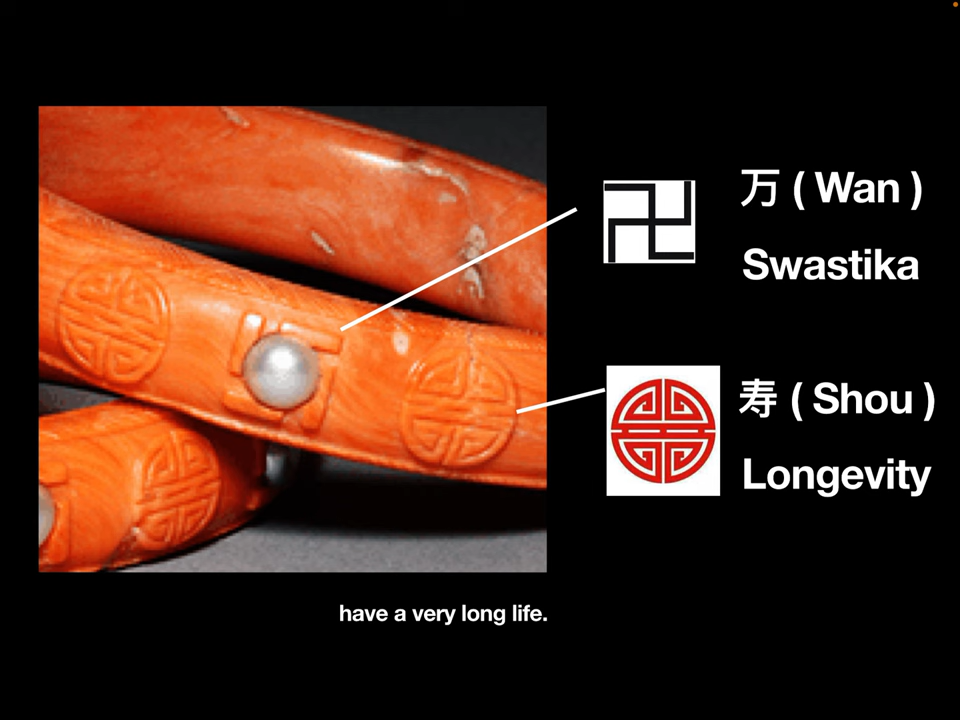 万 ( Wan )
Swastika
寿 ( Shou )
Longevity
have a very long life.